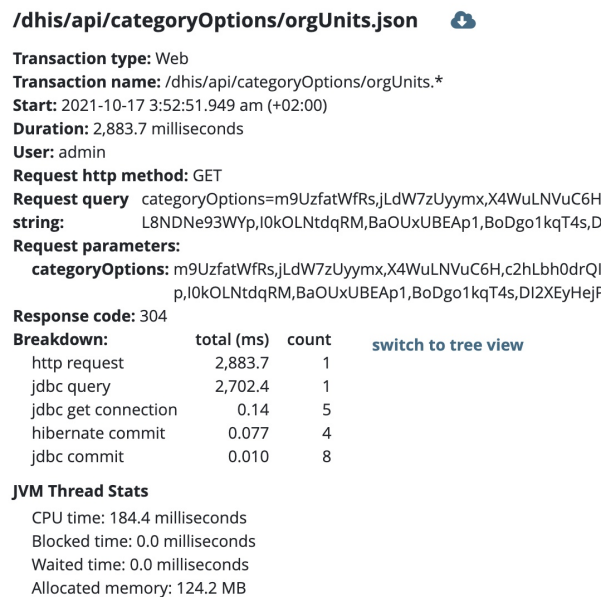 /dhis/api/categoryOptions/orgUnits.json
Transaction type: Web
Transaction name: /dhis/api/categoryOptions/orgUnits.*
Start: 2021-10-17 3:52:51.949 am (+02:00)
Duration: 2,883.7 milliseconds
User: admin
Request http method: GET
Request query string: categoryOptions=m9UzfatWfRs,jLdW7zUyymx,X4WuLNVuC6H
L8NDNe93WYp,I0kOLNtdqRM,BaOUxUBEAp1,BoDgo1kqT4s,D
Request parameters:
categoryOptions: m9UzfatWfRs,jLdW7zUyymx,X4WuLNVuC6H,c2hLbh0drQI
p,I0kOLNtdqRM,BaOUxUBEAp1,BoDgo1kqT4s,DI2XEyHejF
Response code: 304
Breakdown: total (ms) count switch to tree view
http request 2,883.7 1
jdbc query 2,702.4 1
jdbc get connection 0.14 5
hibernate commit 0.077 4
jdbc commit 0.010 8
JVM Thread Stats
CPU time: 184.4 milliseconds
Blocked time: 0.0 milliseconds
Waited time: 0.0 milliseconds
Allocated memory: 124.2 MB